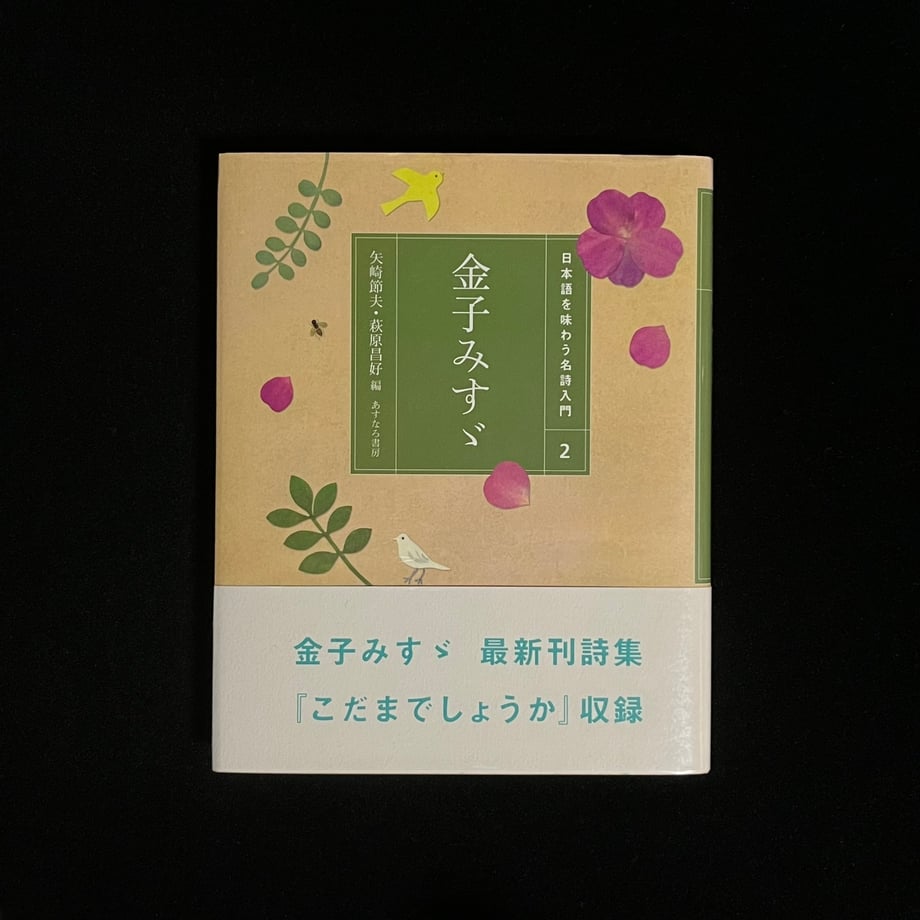 日本語を味わう名詩入門
2
金子みすゞ
矢崎節夫・萩原昌好 編 あすなろ書房
金子みすゞ 最新刊詩集
『こだまでしょうか』収録